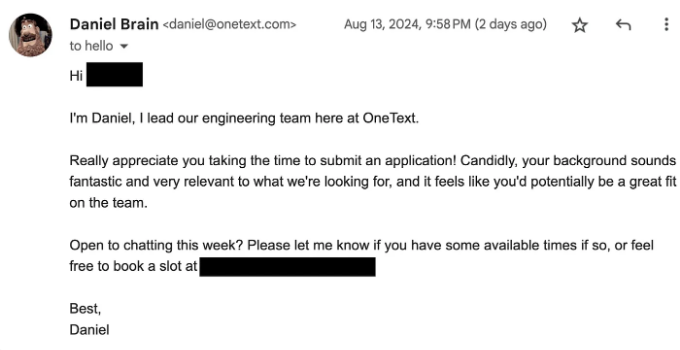 Daniel Brain <daniel@onetext.com> Aug 13, 2024, 9:58 PM (2 days ago)
to hello
Hi
I'm Daniel, I lead our engineering team here at OneText.
Really appreciate you taking the time to submit an application! Candidly, your background sounds
fantastic and very relevant to what we're looking for, and it feels like you'd potentially be a great fit
on the team.
Open to chatting this week? Please let me know if you have some available times if so, or feel
free to book a slot at
Best,
Daniel